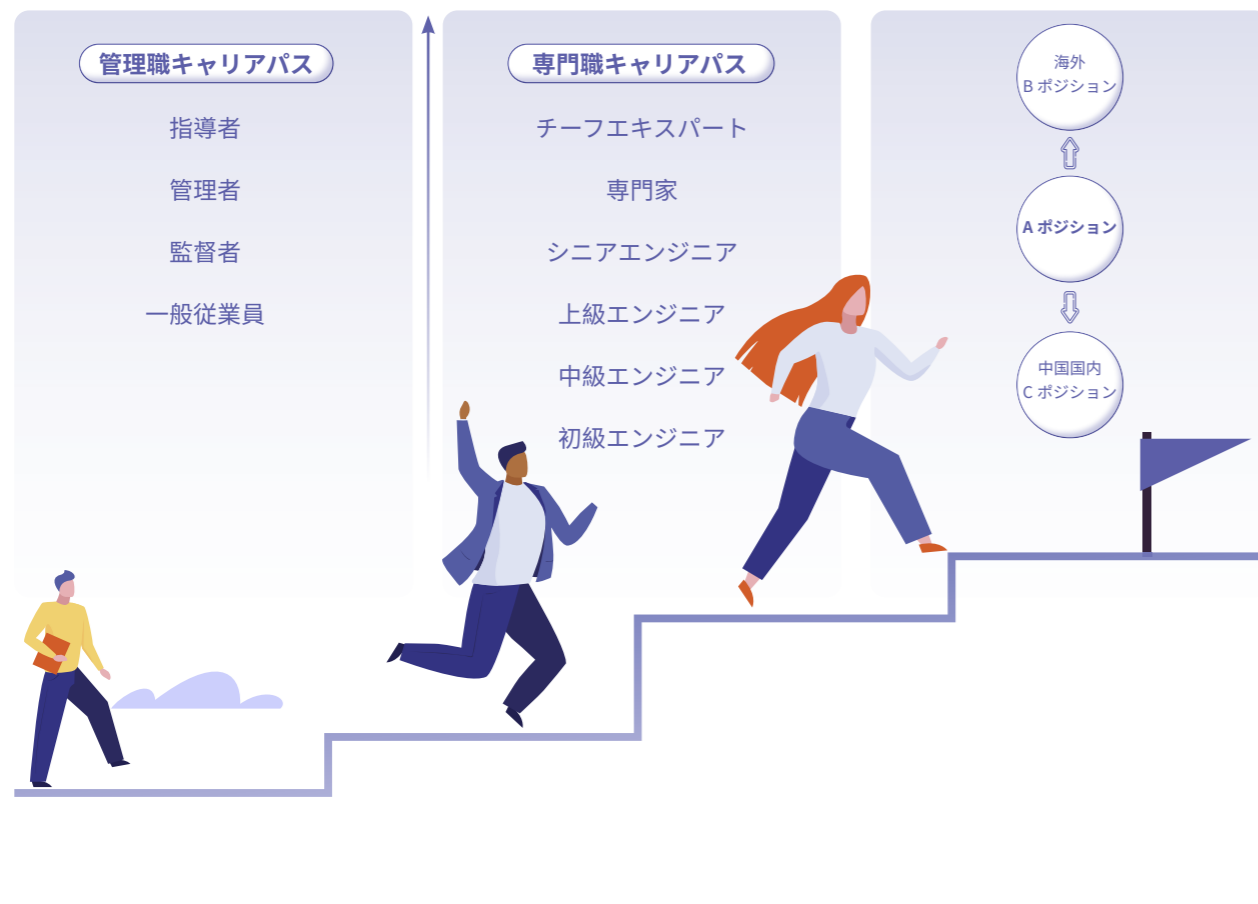 管理職キャリアパス
指導者
管理者
監督者
一般従業員
専門職キャリアパス
チーフエキスパート
専門家
シニアエンジニア
上級エンジニア
中級エンジニア
初級エンジニア
海外
B ポジション
A ポジション
中国国内
C ポジション